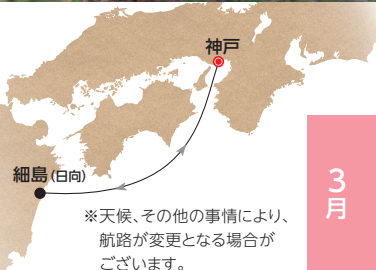 神戸
細島(日向)
3月
※天候、その他の事情により、
航路が変更となる場合が
ございます。